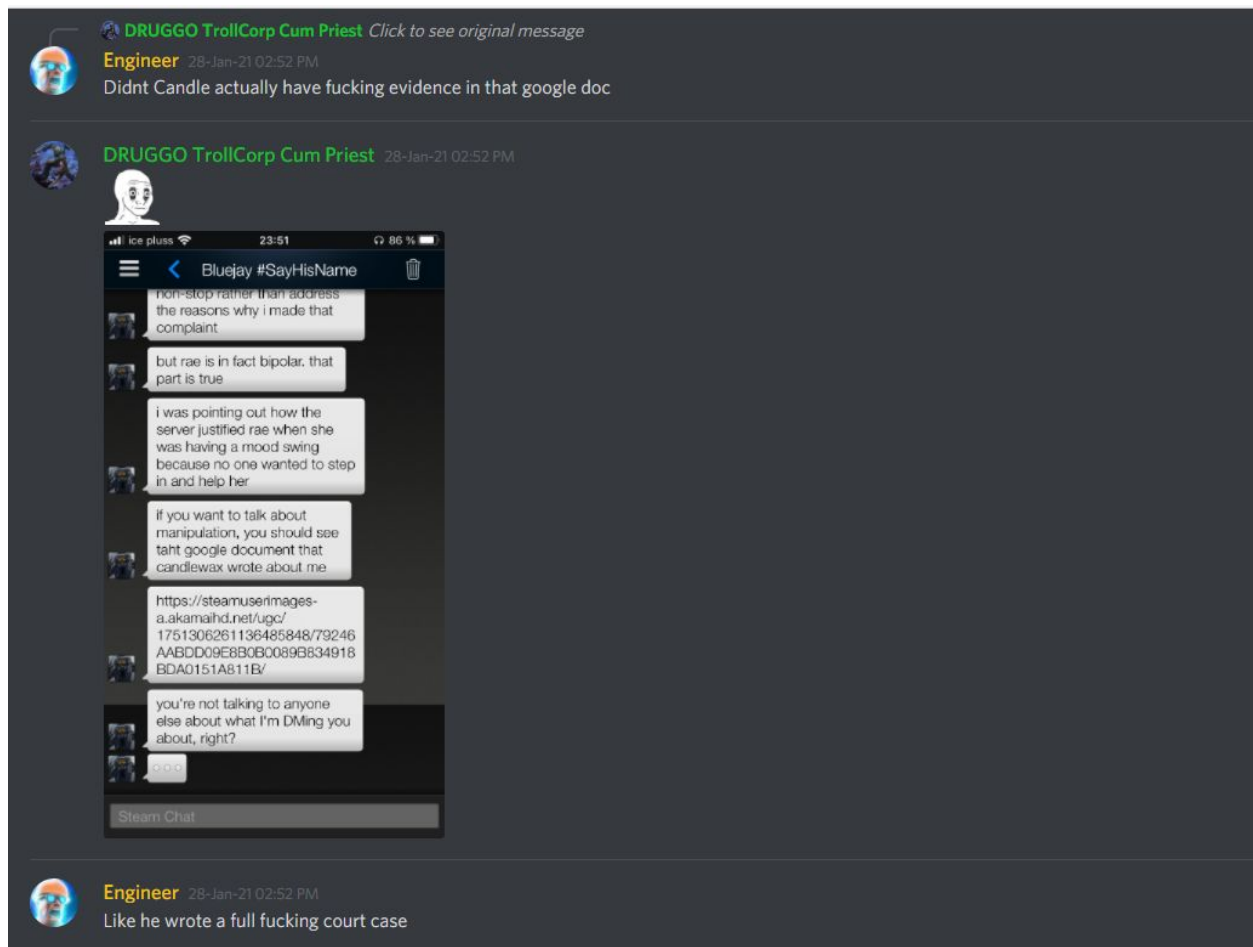 DRUGGO TrollCorp Cum Priest Click to see original message
Engineer 28-Jan-21 02:52 PM
Didnt Candle actually have fucking evidence in that google doc
DRUGGO TrollCorp Cum Priest 28-Jan-21 02:52 PM
ice pluss 23:51 86 %
Bluejay #SayHisName
non-stop rather than address
the reasons why i made that
complaint
but rae is in fact bipolar. that
part is true
i was pointing out how the
server justified rae when she
was having a mood swing
because no one wanted to step
in and help her
if you want to talk about
manipulation, you should see
taht google document that
candlewax wrote about me
https://steamuserimages-
a.akamaihd.net/ugc/
1751306261136485848/79246
AABDD09E8B0B0089B834918
BDA0151A811B/
you're not talking to anyone
else about what I'm DMing you
about, right?
Steam Chat
Engineer 28-Jan-21 02:52 PM
Like he wrote a full fucking court case